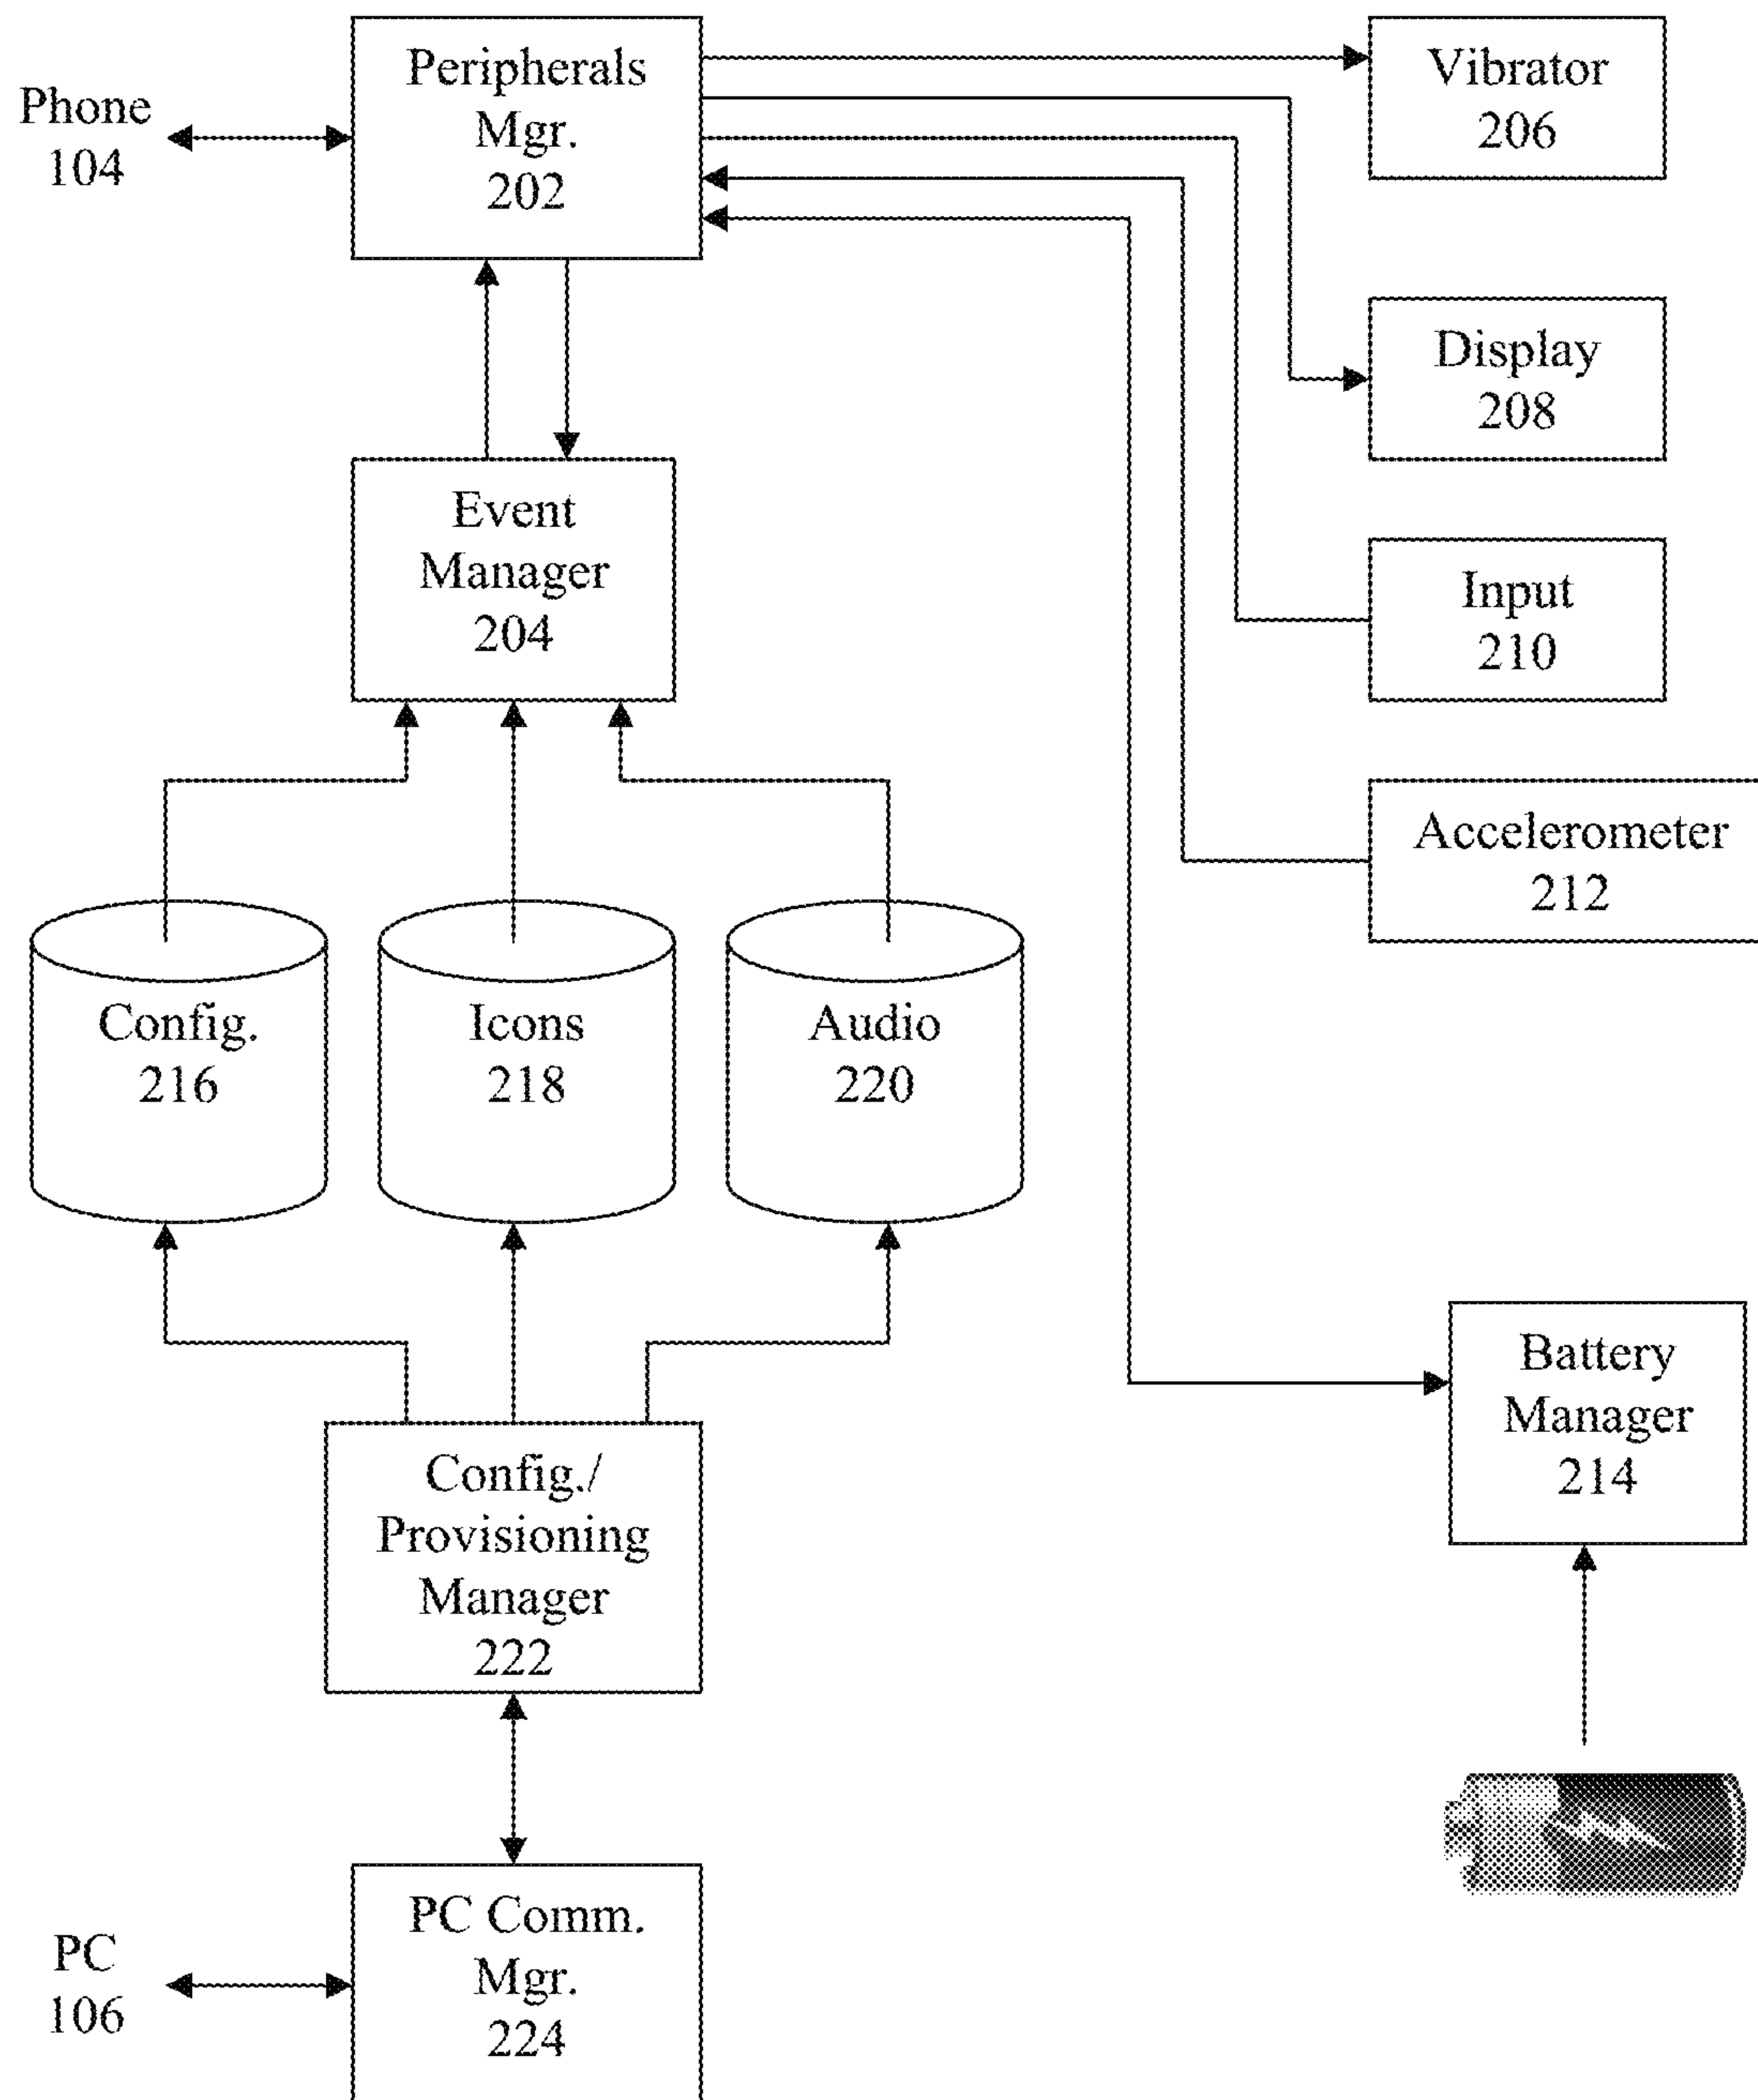 Phone
104
Peripherals
Mgr.
202
Vibrator
206
Display
208
Event
Manager
204
Input
210
Accelerometer
212
Config.
216
Icons
218
Audio
220
Battery
Manager
214
Config./
Provisioning
Manager
222
PC
106
PC Comm.
Mgr.
224